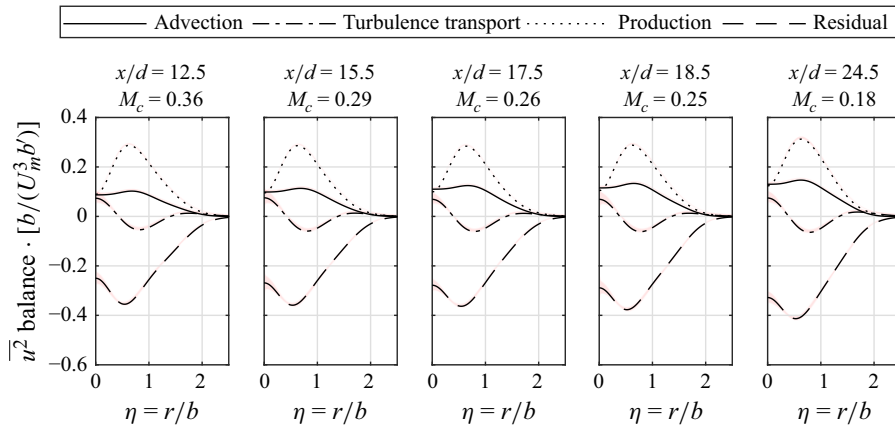 Advection Turbulence transport Production Residual
x/d = 12.5 x/d = 15.5 x/d = 17.5 x/d = 18.5 x/d = 24.5
M_c = 0.36 M_c = 0.29 M_c = 0.26 M_c = 0.25 M_c = 0.18
0.4
0.2
0
−0.2
−0.4
−0.6
\overline{u^2} balance · [b/(U_m^3 b′)]
0 1 2 0 1 2 0 1 2 0 1 2 0 1 2
η = r/b η = r/b η = r/b η = r/b η = r/b